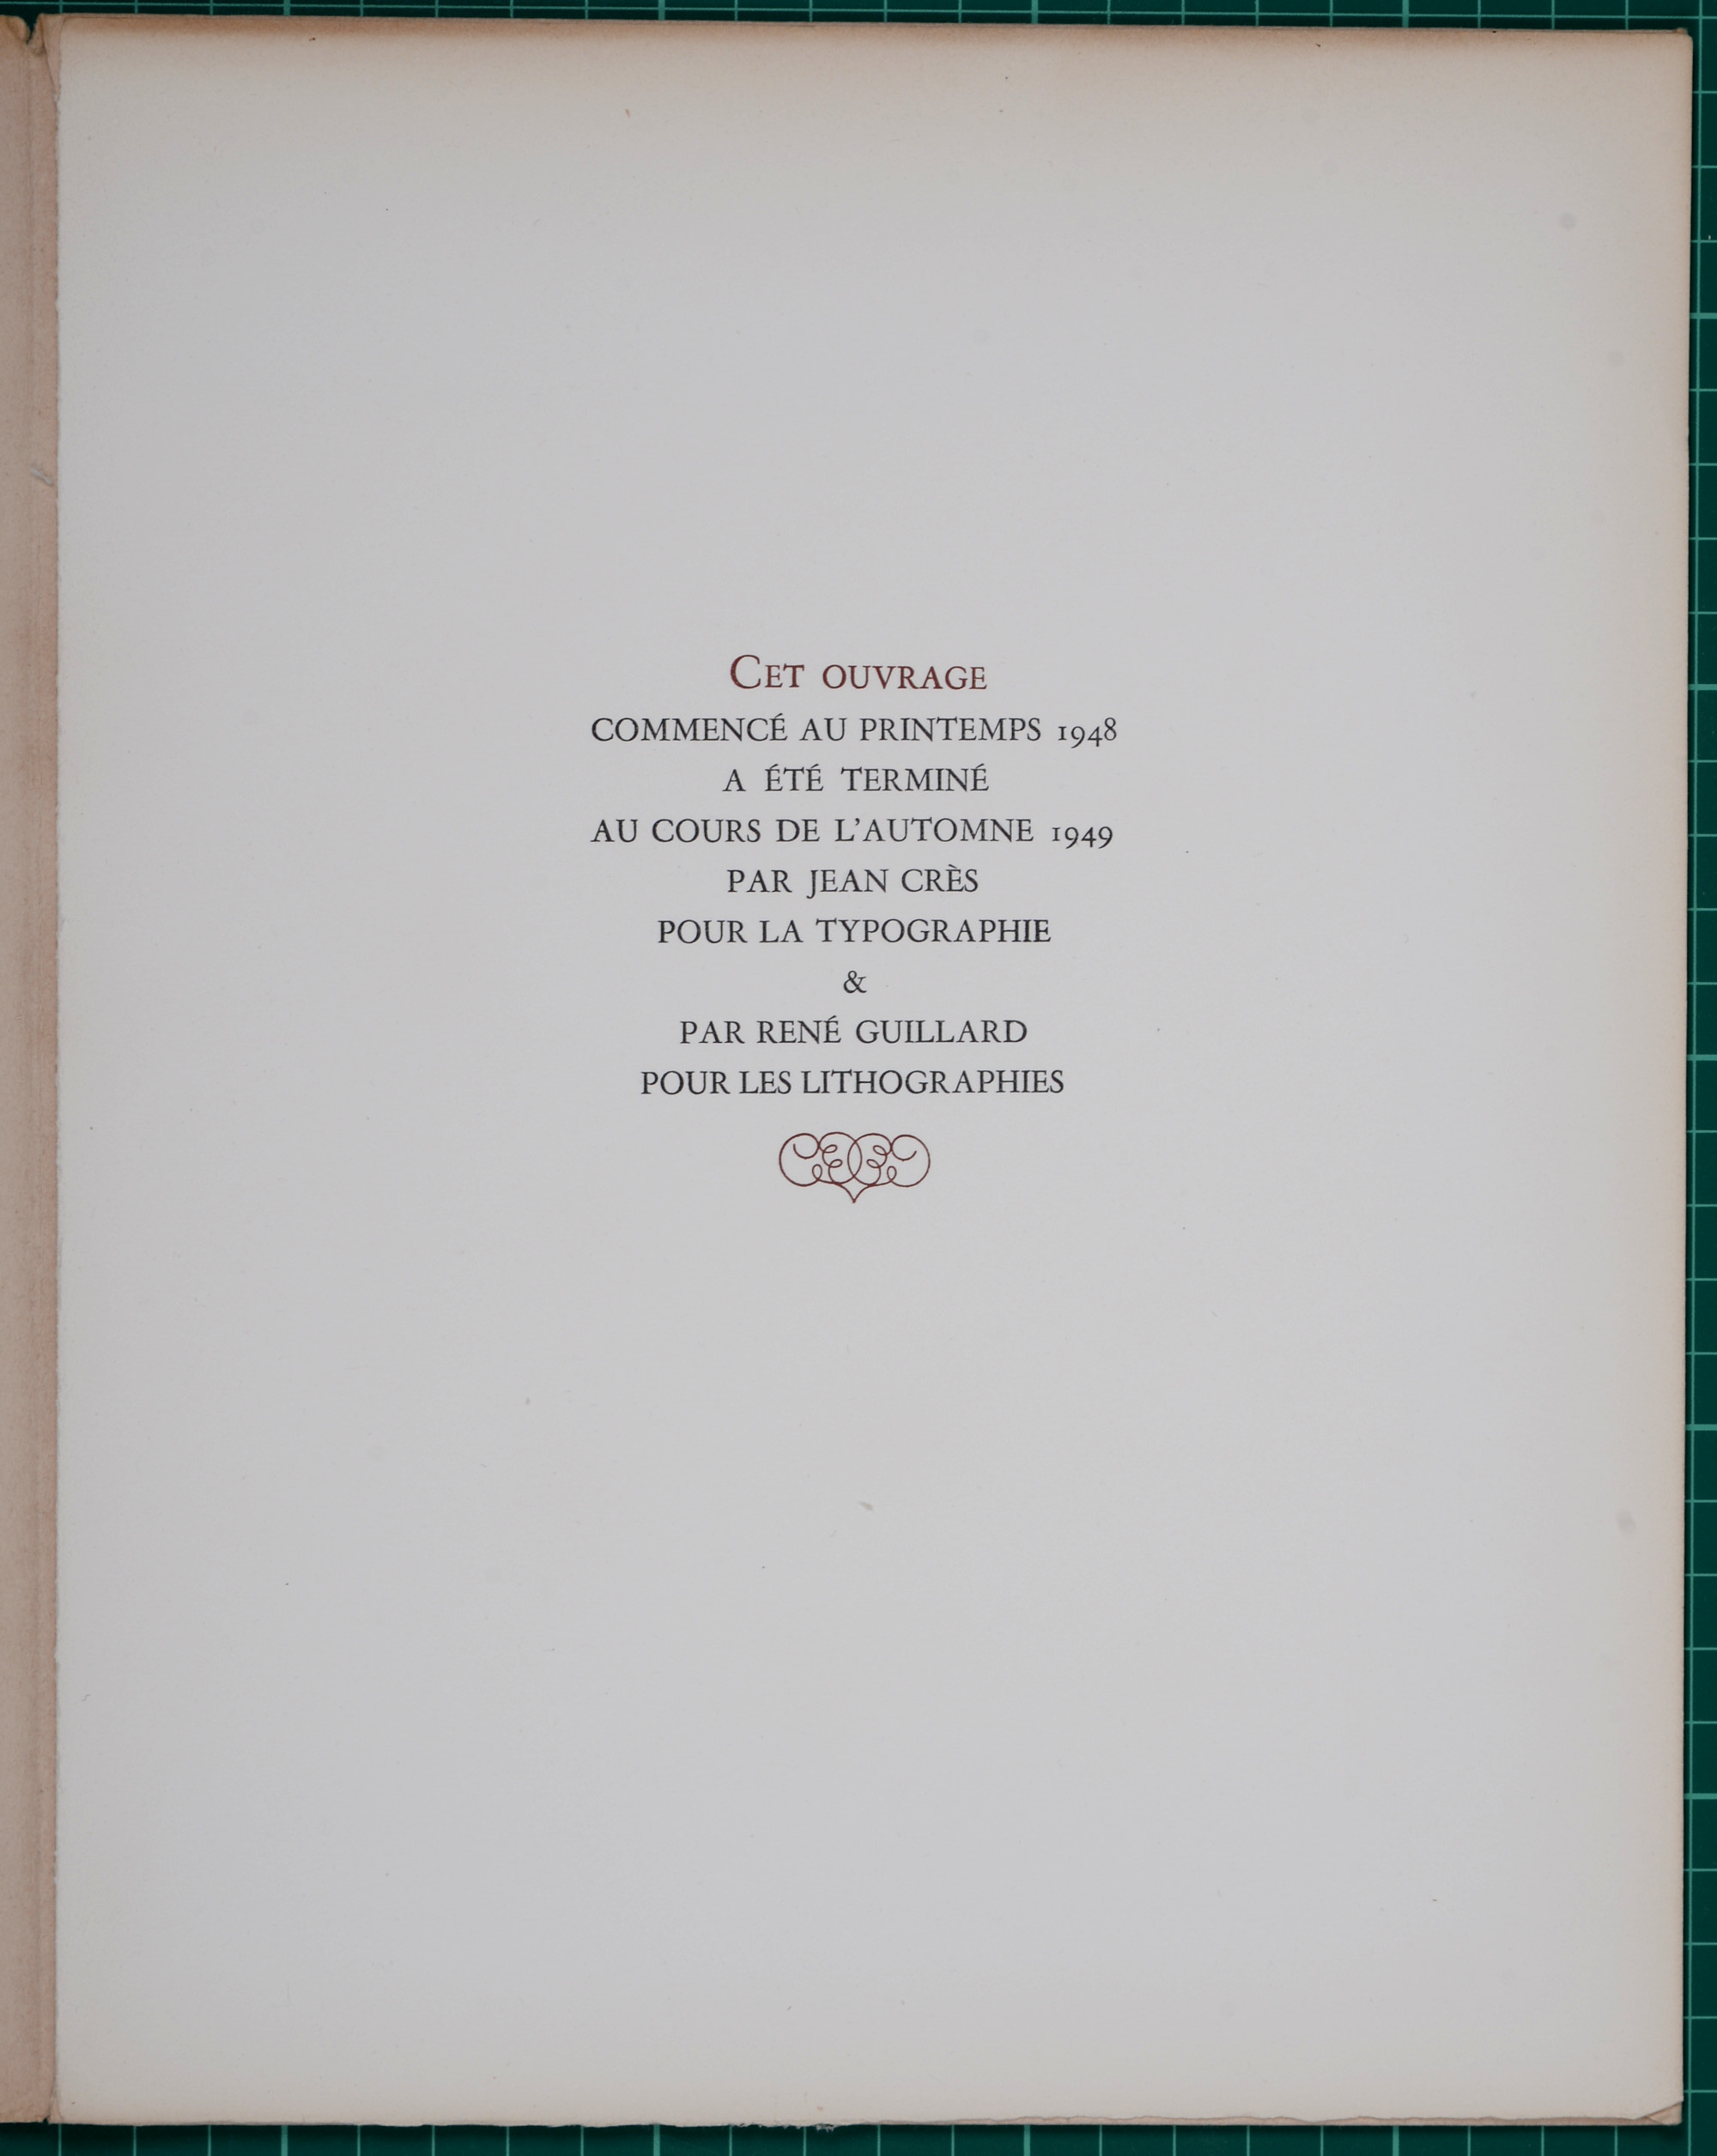 Cet ouvrage
COMMENCÉ AU PRINTEMPS 1948
A ÉTÉ TERMINÉ
AU COURS DE L'AUTOMNE 1949
PAR JEAN CRÈS
POUR LA TYPOGRAPHIE
&
PAR RENÉ GUILLARD
POUR LES LITHOGRAPHIES